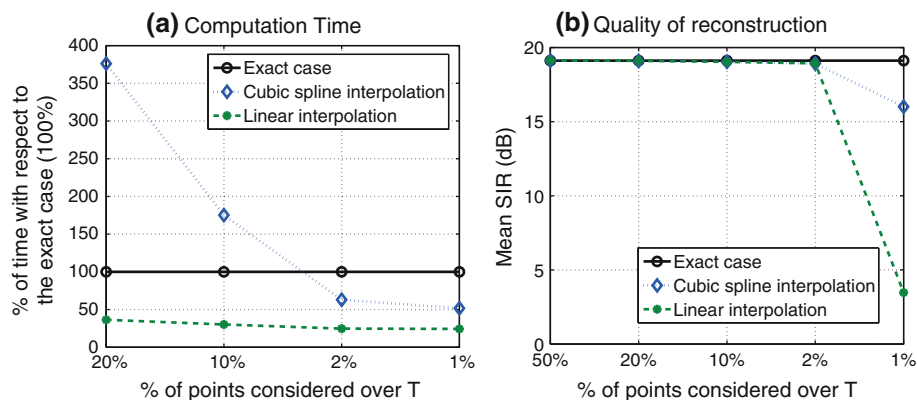 (a) Computation Time
400
350
300
250
200
150
100
50
0
% of time with respect to
the exact case (100%)
Exact case
Cubic spline interpolation
Linear interpolation
20% 10% 2% 1%
% of points considered over T
(b) Quality of reconstruction
20
15
10
5
0
Mean SIR (dB)
Exact case
Cubic spline interpolation
Linear interpolation
50% 20% 10% 2% 1%
% of points considered over T